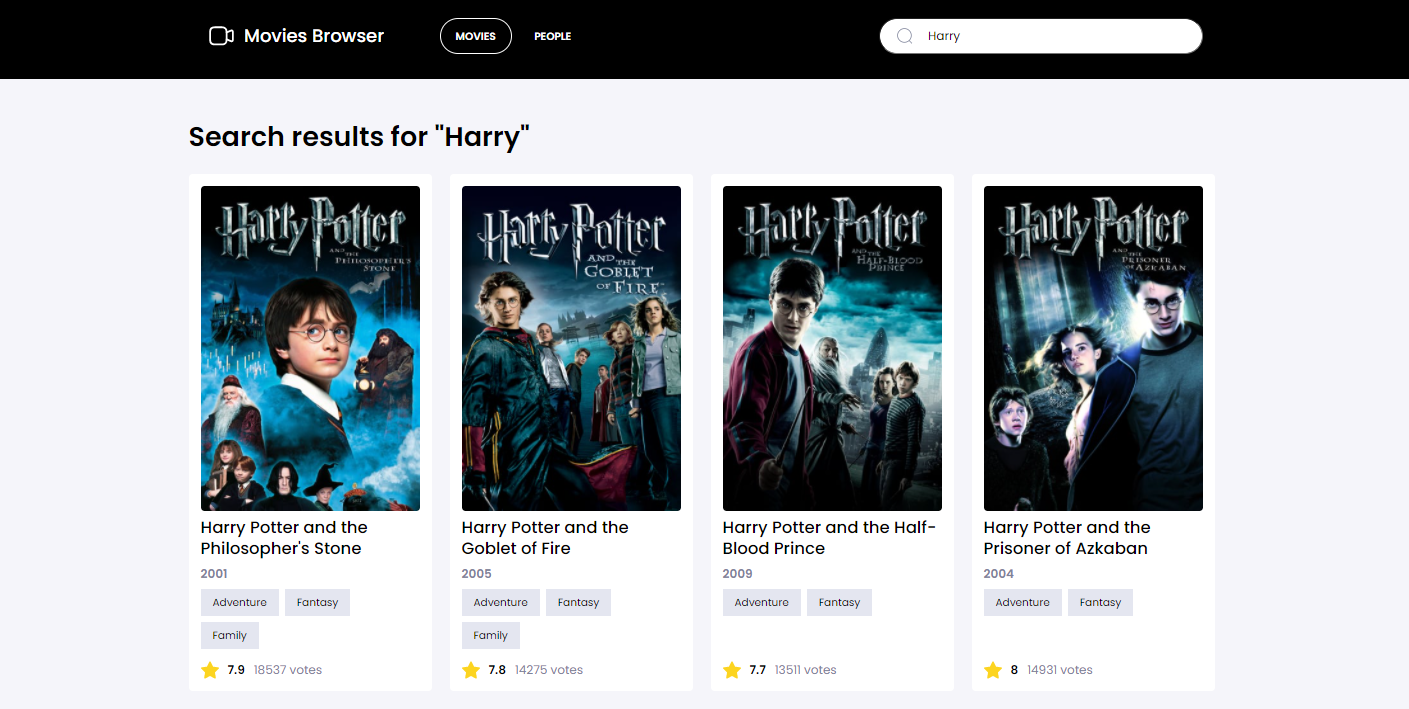 Movies Browser
MOVIES
PEOPLE
Harry
Search results for "Harry"
Harry Potter
AND THE
PHILOSOPHER'S
STONE
Harry Potter and the
Philosopher's Stone
2001
Adventure
Fantasy
Family
7.9
18537 votes
Harry Potter
AND THE
GOBLET
OF FIRE
Harry Potter and the
Goblet of Fire
2005
Adventure
Fantasy
Family
7.8
14275 votes
Harry Potter
AND THE
HALF-BLOOD
PRINCE
Harry Potter and the Half-
Blood Prince
2009
Adventure
Fantasy
7.7
13511 votes
Harry Potter
AND THE
PRISONER
OF AZKABAN
Harry Potter and the
Prisoner of Azkaban
2004
Adventure
Fantasy
8
14931 votes